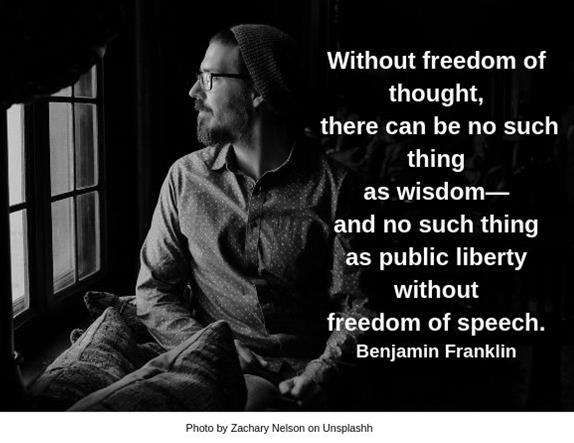 Without freedom of
thought,
there can be no such
thing
as wisdom—
and no such thing
as public liberty
without
freedom of speech.
Benjamin Franklin
Photo by Zachary Nelson on Unsplashh